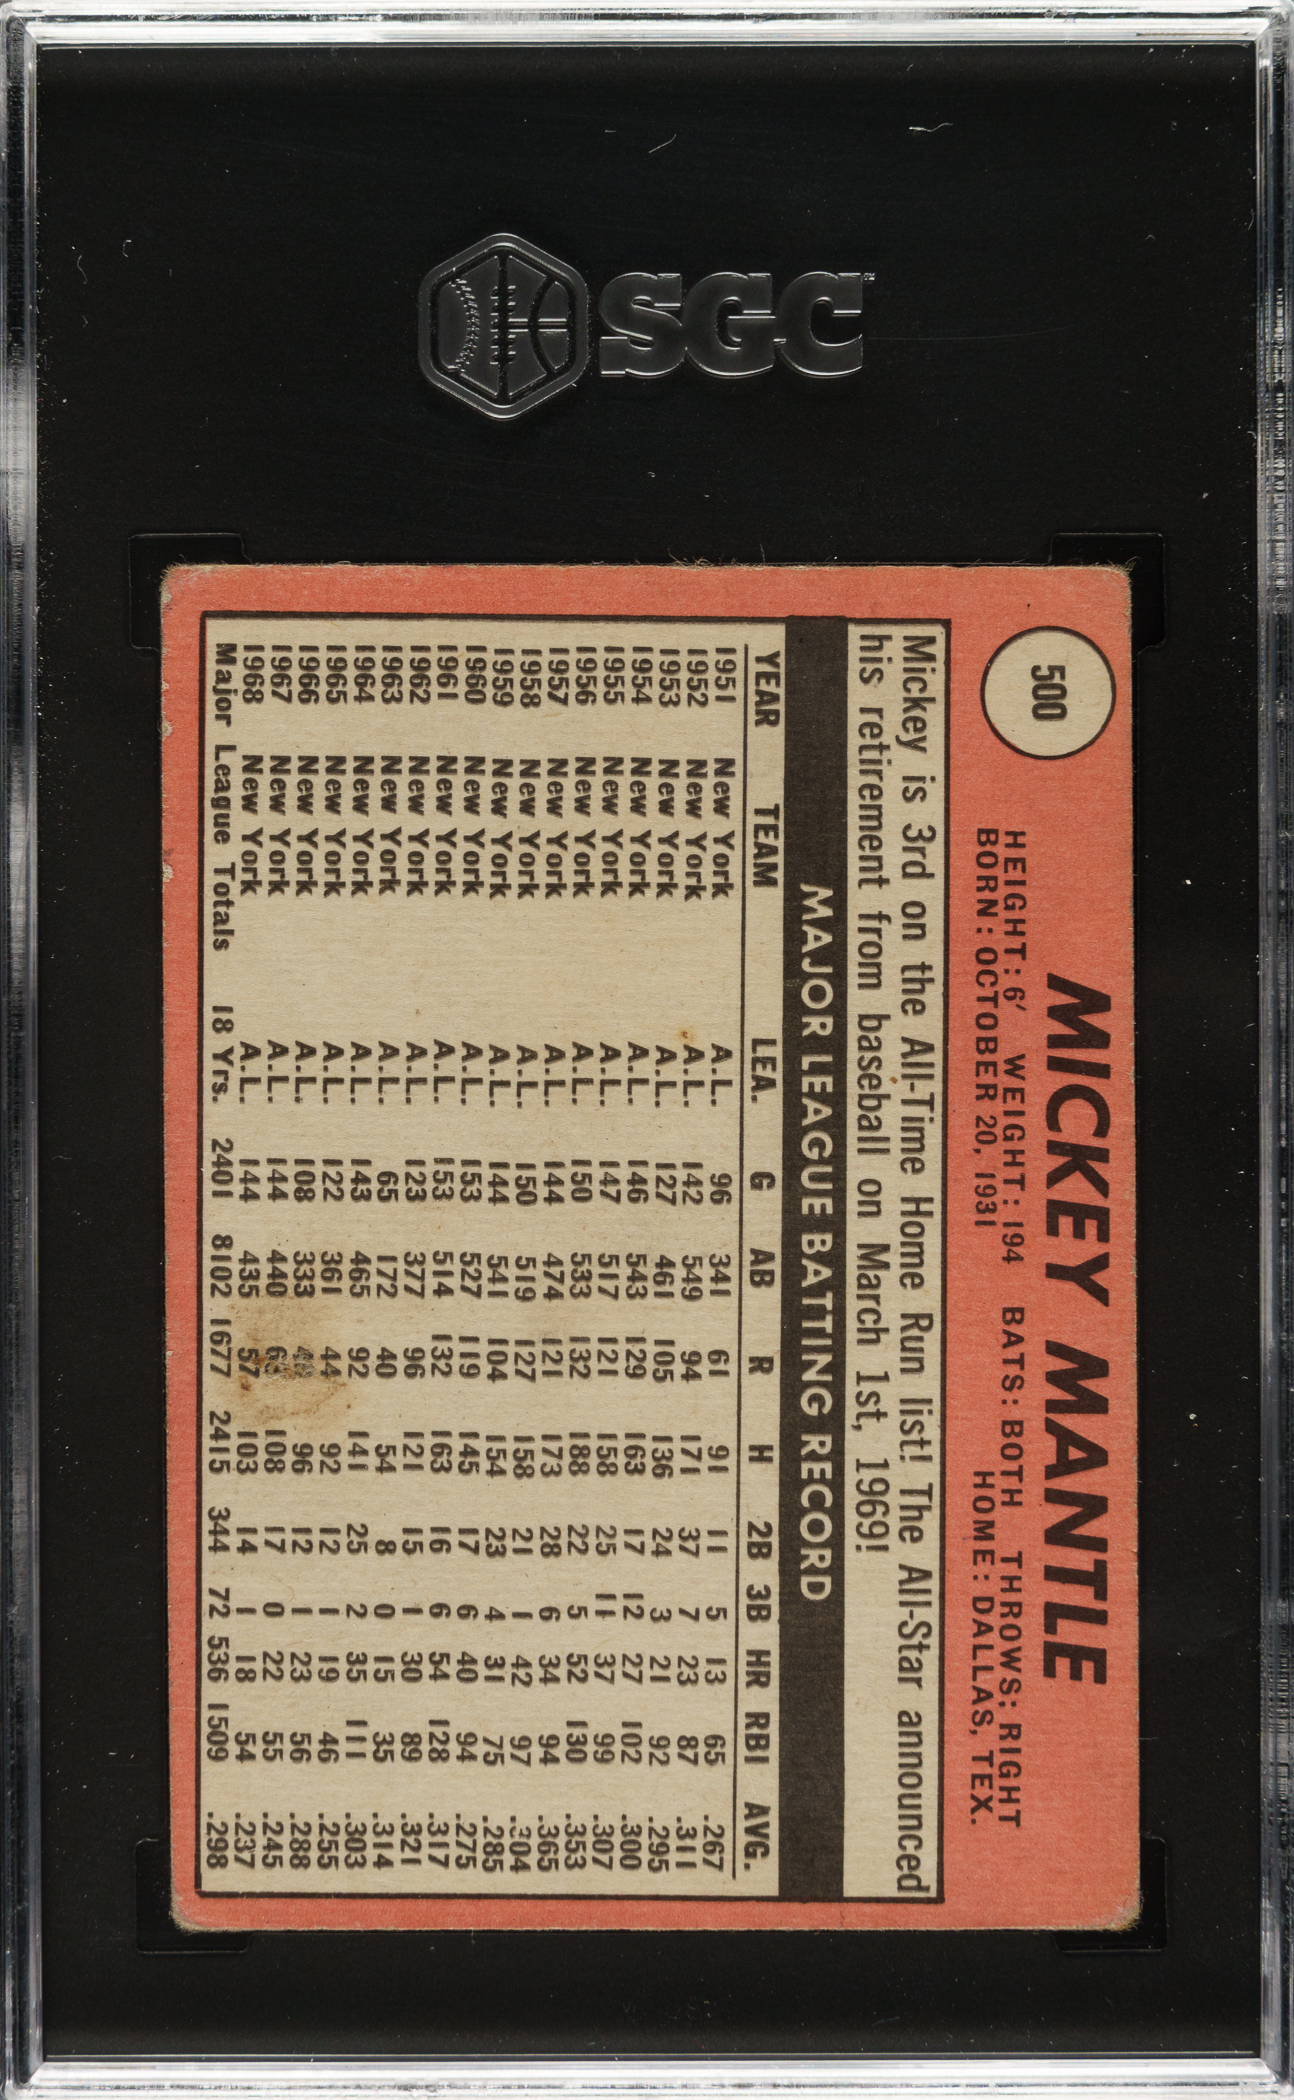 SGC™
500
MICKEY MANTLE
HEIGHT: 6' WEIGHT: 194 BATS: BOTH THROWS: RIGHT
BORN: OCTOBER 20, 1931 HOME: DALLAS, TEX.
Mickey is 3rd on the All-Time Home Run list! The All-Star announced
his retirement from baseball on March 1st, 1969!
MAJOR LEAGUE BATTING RECORD
YEAR TEAM LEA. G AB R H 2B 3B HR RBI AVG.
1951 New York A.L. 96 341 61 91 11 5 13 65 .267
1952 New York A.L. 142 549 94 171 37 7 23 87 .311
1953 New York A.L. 127 461 105 136 24 3 21 92 .295
1954 New York A.L. 146 543 129 163 17 12 27 102 .300
1955 New York A.L. 147 517 121 158 25 11 37 99 .307
1956 New York A.L. 150 533 132 188 22 5 52 130 .353
1957 New York A.L. 144 474 121 173 28 6 34 94 .365
1958 New York A.L. 150 519 127 158 21 1 42 97 .304
1959 New York A.L. 144 541 104 154 23 4 31 75 .285
1960 New York A.L. 153 527 119 145 17 6 40 94 .275
1961 New York A.L. 153 514 132 163 16 6 54 128 .317
1962 New York A.L. 123 377 96 121 15 1 30 89 .321
1963 New York A.L. 65 172 40 54 8 0 15 35 .314
1964 New York A.L. 143 465 92 141 25 2 35 111 .303
1965 New York A.L. 122 361 44 92 12 1 19 46 .255
1966 New York A.L. 108 333 96 12 1 23 56 .288
1967 New York A.L. 144 440 108 17 0 22 55 .245
1968 New York A.L. 144 435 57 103 14 1 18 54 .237
Major League Totals 18 Yrs. 2401 8102 1677 2415 344 72 536 1509 .298